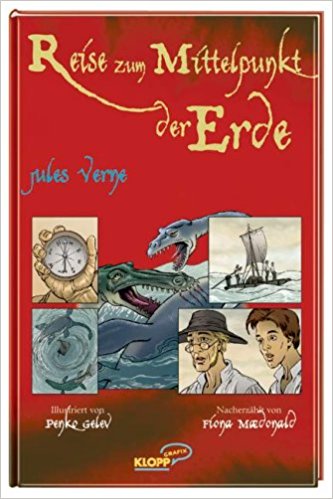 Reise zum Mittelpunkt
der Erde
Jules Verne
Illustriert von
Penko Gelev
Nacherzählt von
Fiona Macdonald
KLOPP
GRAFIX